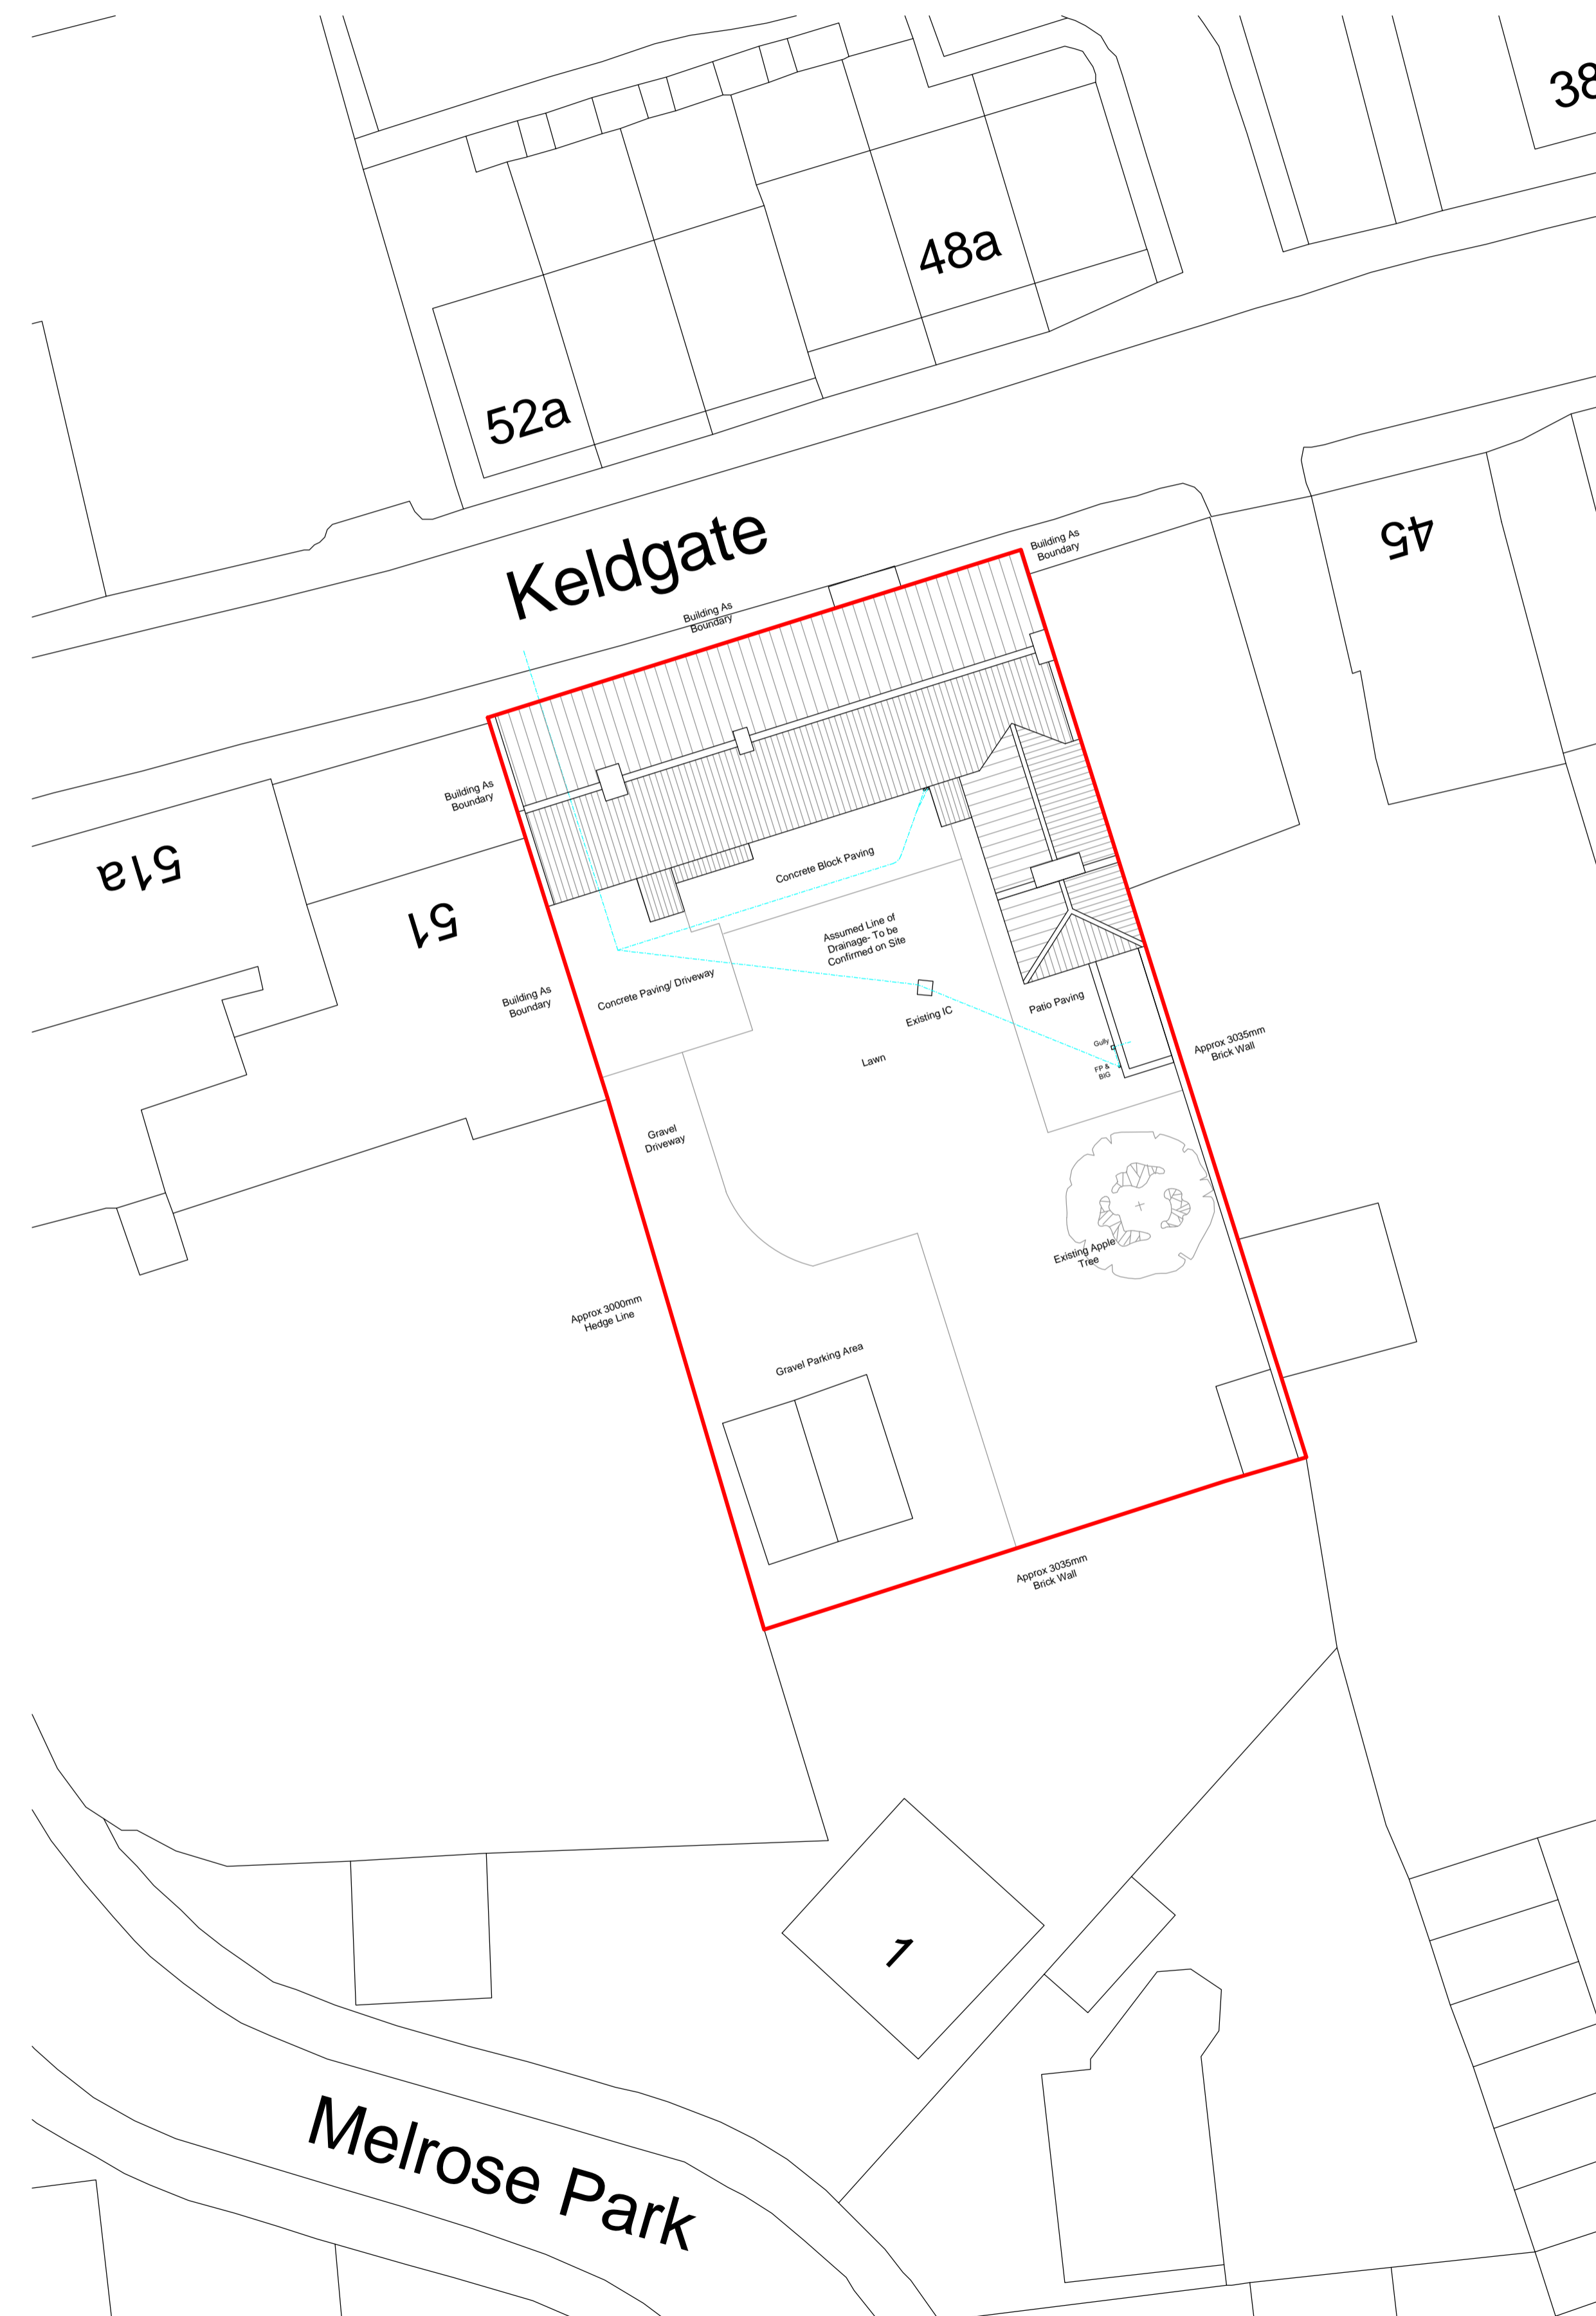 38
48a
52a
Keldgate
45
Building As
Boundary
Building As
Boundary
Building As
Boundary
51a
51
Concrete Block Paving
Assumed Line of
Drainage- To be
Confirmed on Site
Building As
Boundary
Concrete Paving/ Driveway
Existing IC
Patio Paving
Gully
FP &
BIG
Approx 3035mm
Brick Wall
Lawn
Gravel
Driveway
Existing Apple
Tree
Approx 3000mm
Hedge Line
Gravel Parking Area
Approx 3035mm
Brick Wall
1
Melrose Park